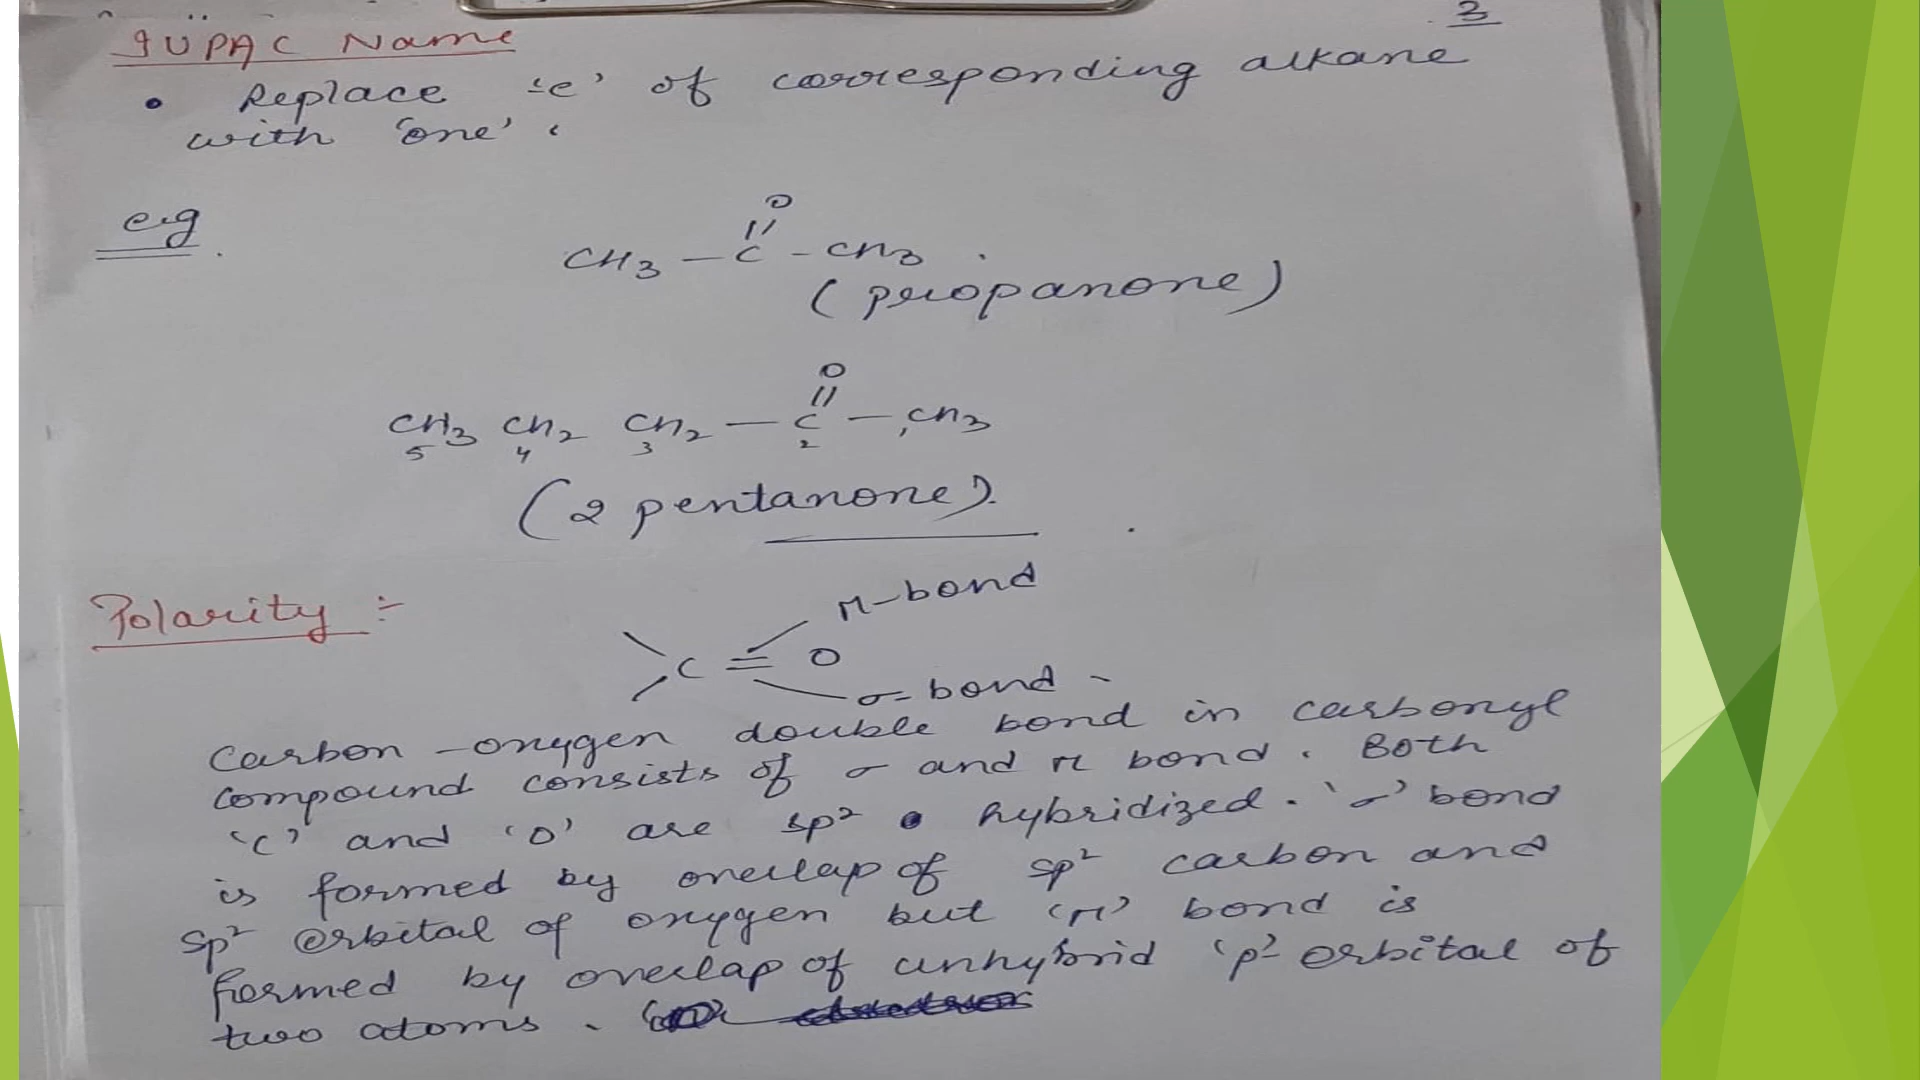 3
IUPAC Name
• Replace 'e' of corresponding alkane
with 'one'.
e.g.
O
//
CH3 — C - CH3
(propanone)
O
//
CH3 CH2 CH2 — C — CH3
5 4 3 2 1
(2 pentanone).
Polarity :-
π-bond
C = O
σ-bond
Carbon-oxygen double bond in carbonyl
compound consists of σ and π bond. Both
'C' and 'O' are sp² hybridized. 'σ' bond
is formed by overlap of sp² carbon and
sp² orbital of oxygen but 'π' bond is
formed by overlap of unhybrid 'p' orbital of
two atoms.